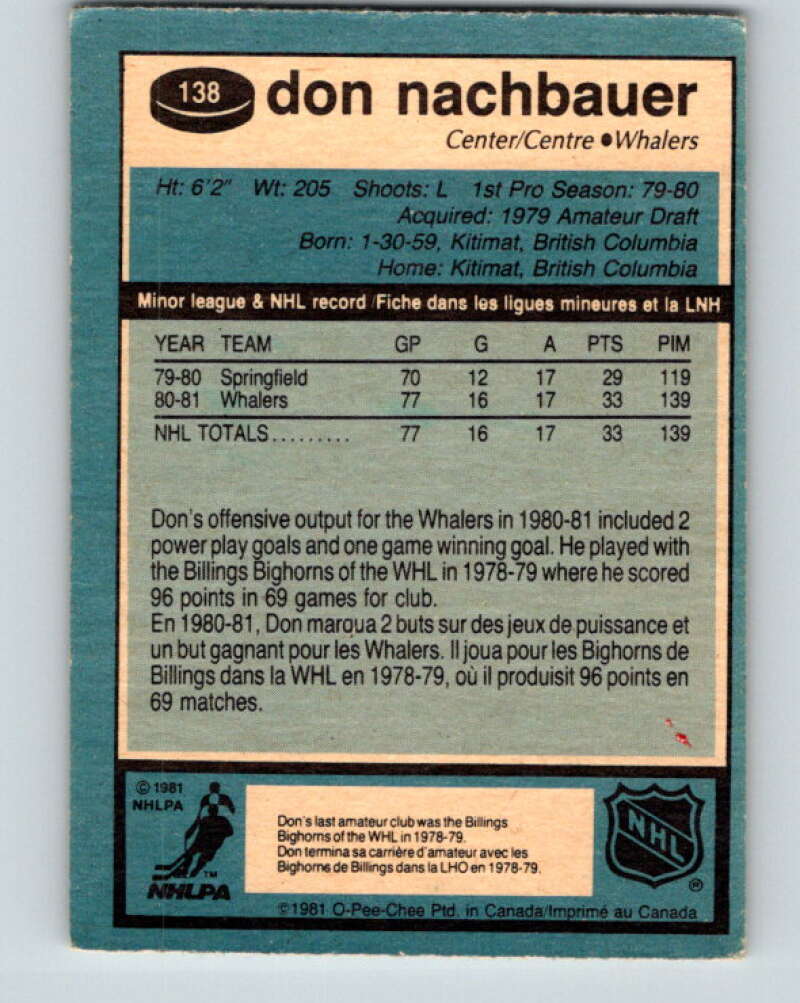 138 don nachbauer
Center/Centre ●Whalers
Ht: 6'2" Wt: 205 Shoots: L 1st Pro Season: 79-80
Acquired: 1979 Amateur Draft
Born: 1-30-59, Kitimat, British Columbia
Home: Kitimat, British Columbia
Minor league & NHL record/Fiche dans les ligues mineures et la LNH
YEAR TEAM GP G A PTS PIM
79-80 Springfield 70 12 17 29 119
80-81 Whalers 77 16 17 33 139
NHL TOTALS......... 77 16 17 33 139
Don's offensive output for the Whalers in 1980-81 included 2
power play goals and one game winning goal. He played with
the Billings Bighorns of the WHL in 1978-79 where he scored
96 points in 69 games for club.
En 1980-81, Don marqua 2 buts sur des jeux de puissance et
un but gagnant pour les Whalers. Il joua pour les Bighorns de
Billings dans la WHL en 1978-79, où il produisit 96 points en
69 matches.
© 1981
NHLPA
TM
NHLPA
Don's last amateur club was the Billings
Bighorns of the WHL in 1978-79.
Don termina sa carrière d'amateur avec les
Bighorns de Billings dans la LHO en 1978-79.
NHL
®
©1981 O-Pee-Chee Ptd. in Canada/Imprimé au Canada